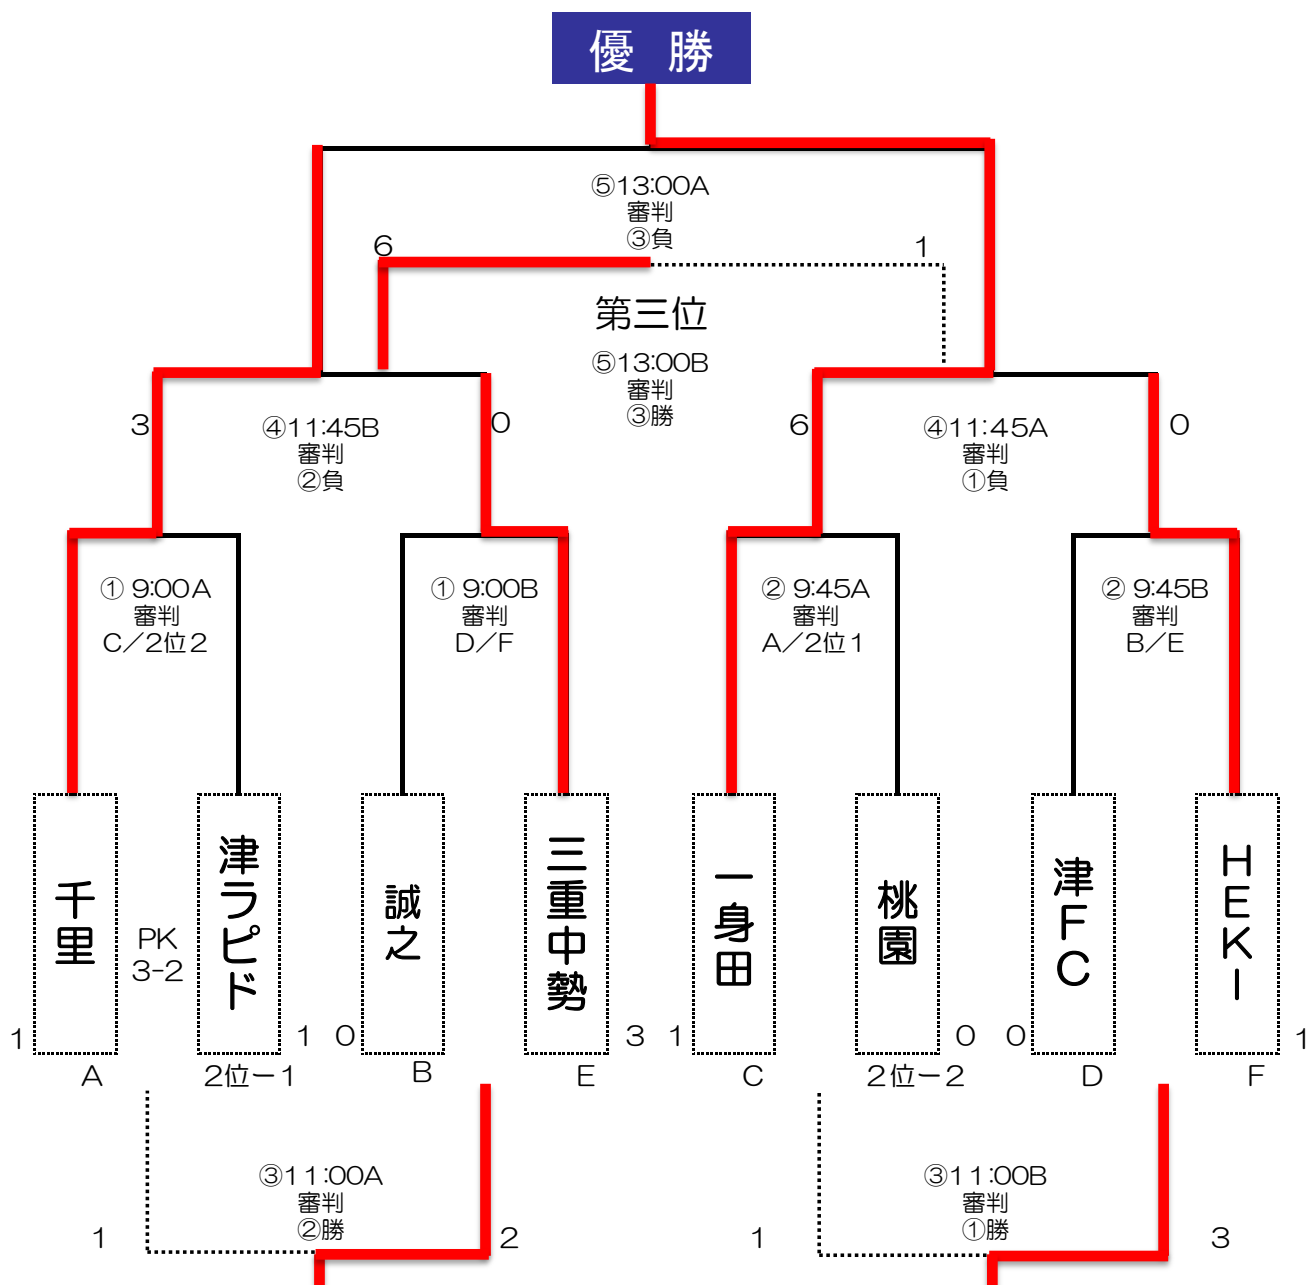 優 勝
⑤13:00A
審判
③負
6
1
第三位
⑤13:00B
審判
③勝
3
④11:45B
審判
②負
0
6
④11:45A
審判
①負
0
① 9:00A
審判
C／2位2
① 9:00B
審判
D／F
② 9:45A
審判
A／2位1
② 9:45B
審判
B／E
千里
PK
3-2
津ラピド
誠之
三重中勢
一身田
桃園
津FC
HEKI
1
1
0
3
1
0
0
1
A
2位ー1
B
E
C
2位ー2
D
F
③11:00A
審判
②勝
1
2
③11:00B
審判
①勝
1
3